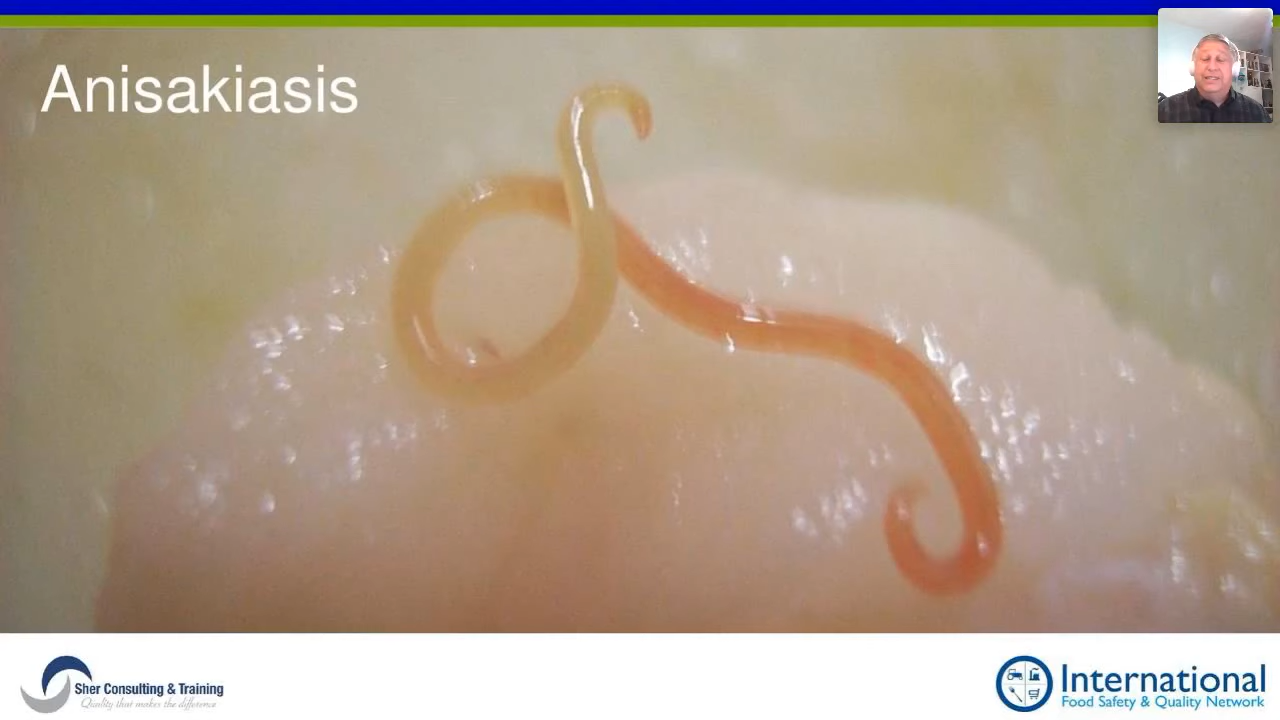 Anisakiasis
Sher Consulting & Training
Quality that makes the difference
International
Food Safety & Quality Network